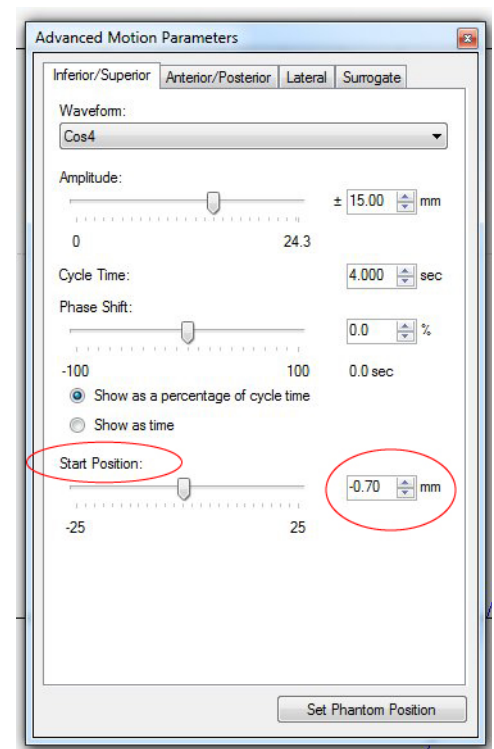 Advanced Motion Parameters
Inferior/Superior Anterior/Posterior Lateral Surrogate
Waveform:
Cos4
Amplitude:
± 15.00 mm
0 24.3
Cycle Time: 4.000 sec
Phase Shift:
0.0 %
-100 100 0.0 sec
Show as a percentage of cycle time
Show as time
Start Position:
-0.70 mm
-25 25
Set Phantom Position